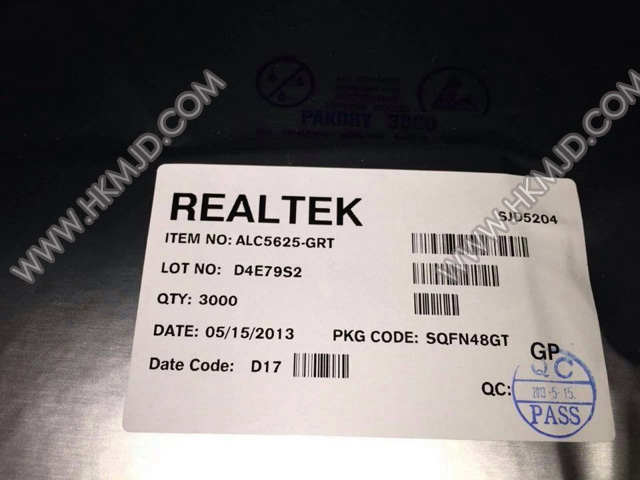 WWW.HKMJD.COM
WWW.HKMJD.COM
PAKDRY 3000
REALTEK
SJD5204
ITEM NO: ALC5625-GRT
LOT NO: D4E79S2
QTY: 3000
DATE: 05/15/2013 PKG CODE: SQFN48GT
GP
Date Code: D17
QC:
QC
2013-5-15.
PASS